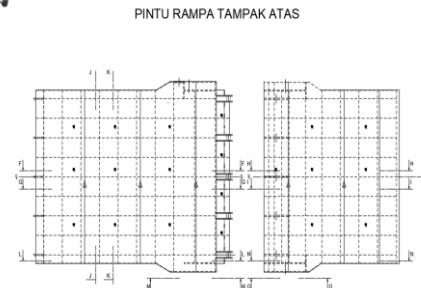 PINTU RAMPA TAMPAK ATAS
J K
F F H H
L
G G I
L L K N
J K
M M O O